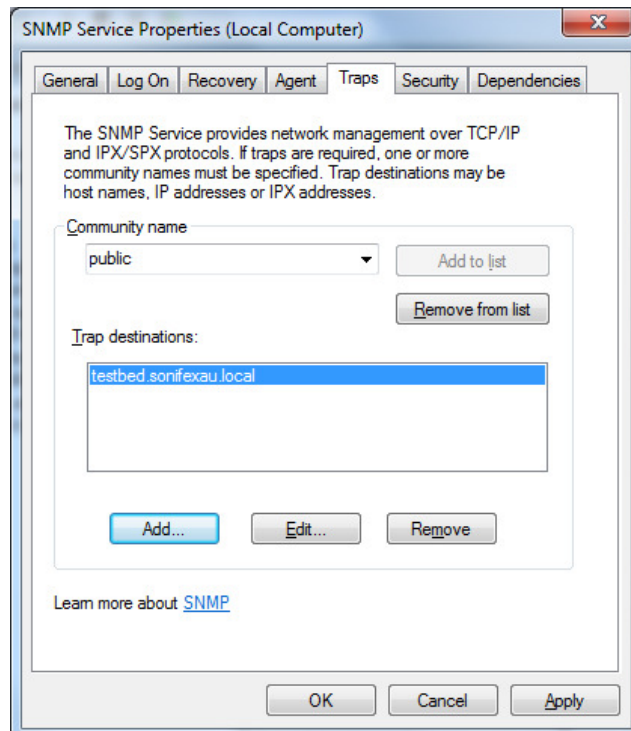 SNMP Service Properties (Local Computer)
General Log On Recovery Agent Traps Security Dependencies
The SNMP Service provides network management over TCP/IP
and IPX/SPX protocols. If traps are required, one or more
community names must be specified. Trap destinations may be
host names, IP addresses or IPX addresses.
Community name
public
Add to list
Remove from list
Trap destinations:
testbed.sonifexau.local
Add... Edit... Remove
Learn more about SNMP
OK Cancel Apply